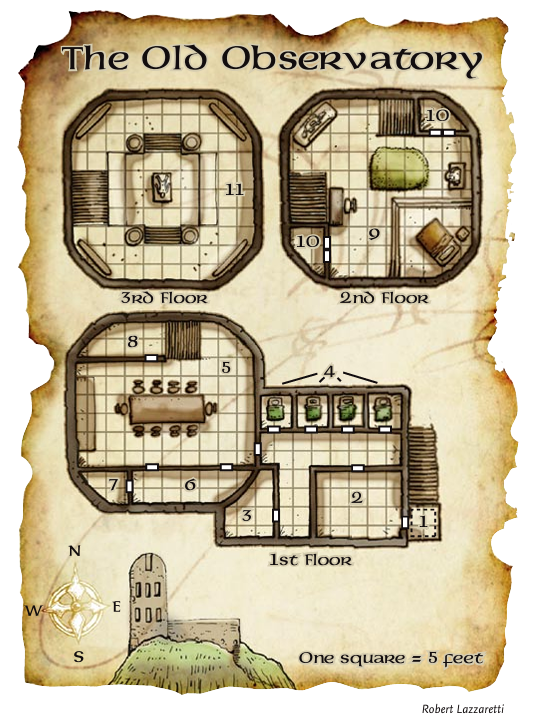 The Old Observatory
10
11
10
9
3rd Floor
2nd Floor
8
5
4
7
6
2
3
1
1st Floor
N
W
E
S
One square = 5 feet
Robert Lazzaretti